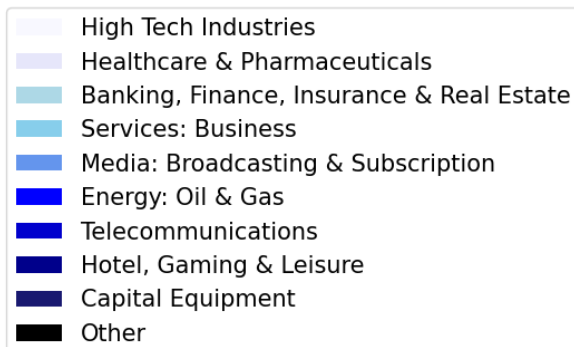 High Tech Industries
Healthcare & Pharmaceuticals
Banking, Finance, Insurance & Real Estate
Services: Business
Media: Broadcasting & Subscription
Energy: Oil & Gas
Telecommunications
Hotel, Gaming & Leisure
Capital Equipment
Other